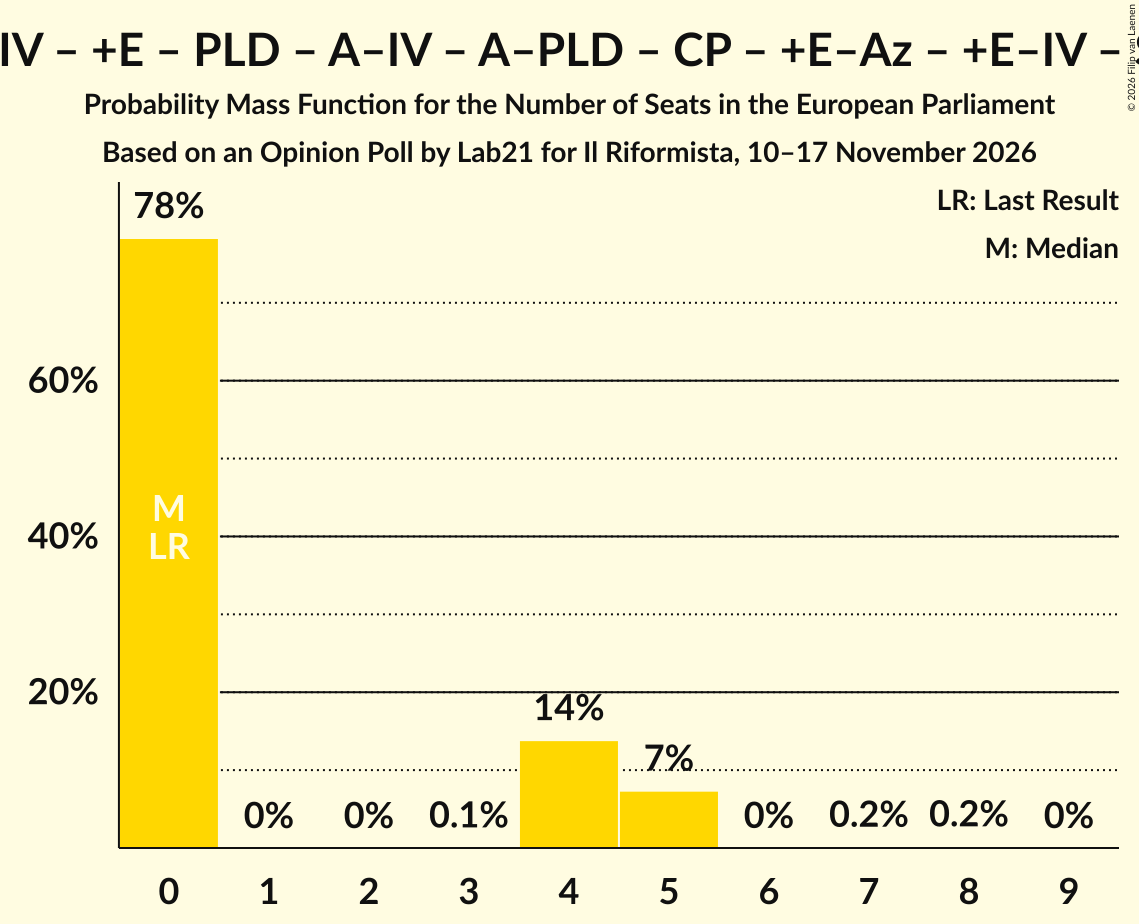 IV – +E – PLD – A–IV – A–PLD – CP – +E–Az – +E–IV –
© 2026 Filip van Laenen
Probability Mass Function for the Number of Seats in the European Parliament
Based on an Opinion Poll by Lab21 for Il Riformista, 10–17 November 2026
LR: Last Result
M: Median
78%
60%
40%
20%
M
LR
14%
7%
0% 0% 0.1% 0% 0.2% 0.2% 0%
0 1 2 3 4 5 6 7 8 9